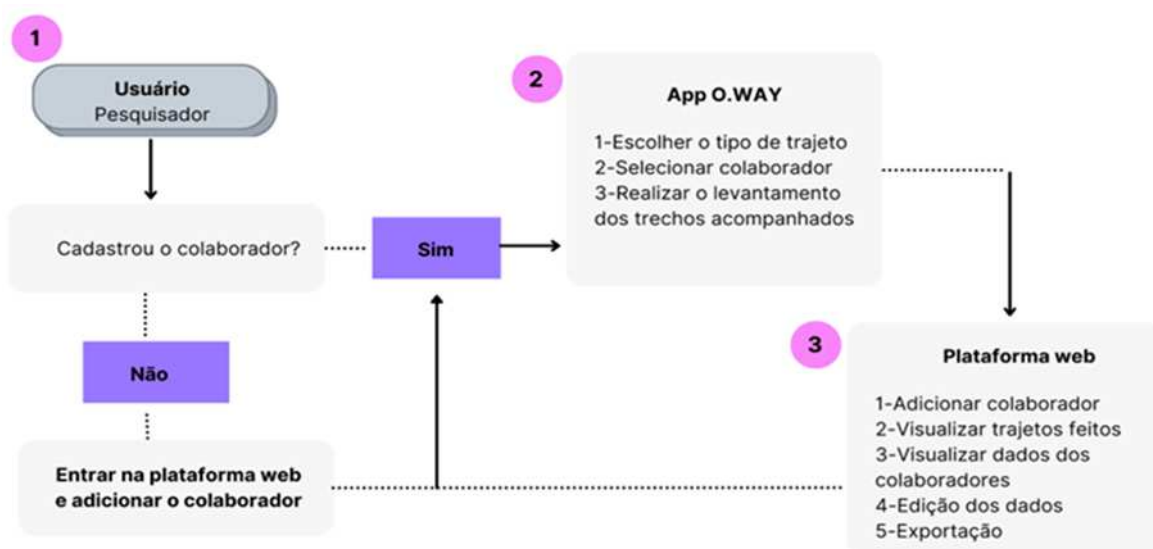 1
Usuário
Pesquisador
Cadastrou o colaborador?
Sim
Não
Entrar na plataforma web
e adicionar o colaborador
2
App O.WAY
1-Escolher o tipo de trajeto
2-Selecionar colaborador
3-Realizar o levantamento
dos trechos acompanhados
3
Plataforma web
1-Adicionar colaborador
2-Visualizar trajetos feitos
3-Visualizar dados dos
colaboradores
4-Edição dos dados
5-Exportação